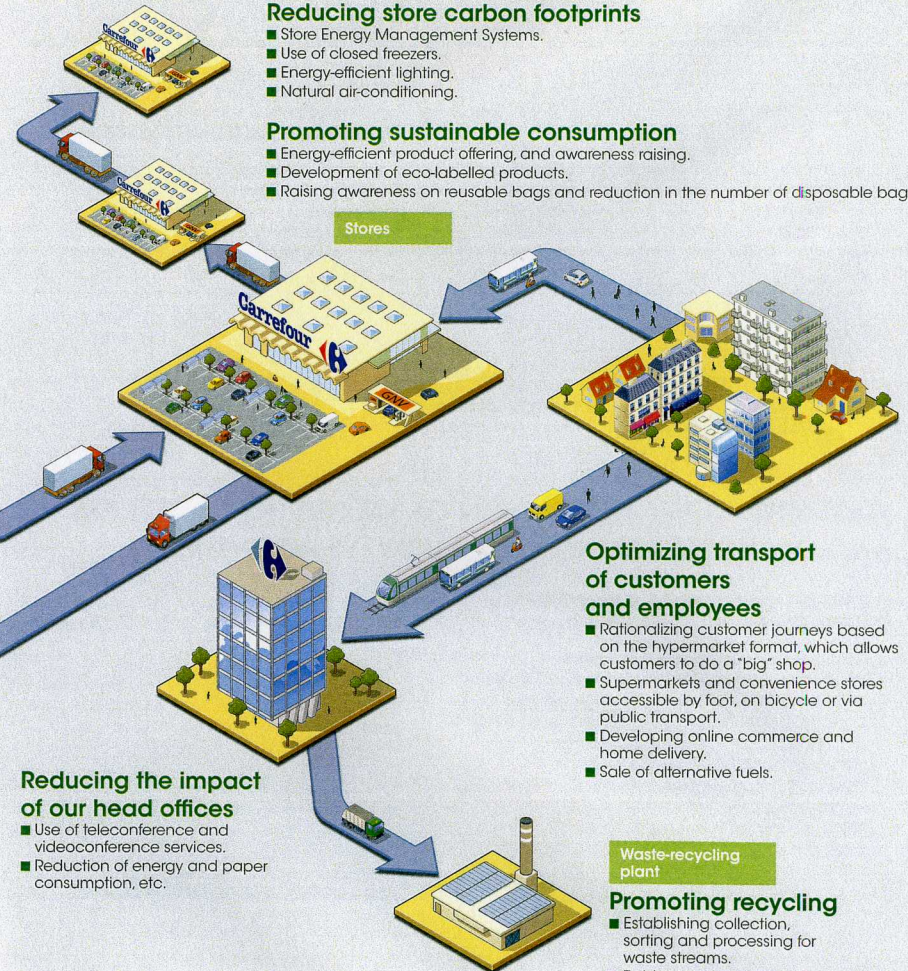 Reducing store carbon footprints
■ Store Energy Management Systems.
■ Use of closed freezers.
■ Energy-efficient lighting.
■ Natural air-conditioning.
Promoting sustainable consumption
■ Energy-efficient product offering, and awareness raising.
■ Development of eco-labelled products.
■ Raising awareness on reusable bags and reduction in the number of disposable bag
Carrefour
Carrefour
Stores
Carrefour
GNV
Optimizing transport
of customers
and employees
■ Rationalizing customer journeys based
on the hypermarket format, which allows
customers to do a "big" shop.
■ Supermarkets and convenience stores
accessible by foot, on bicycle or via
public transport.
■ Developing online commerce and
home delivery.
■ Sale of alternative fuels.
Reducing the impact
of our head offices
■ Use of teleconference and
videoconference services.
■ Reduction of energy and paper
consumption, etc.
Waste-recycling
plant
Promoting recycling
■ Establishing collection,
sorting and processing for
waste streams.